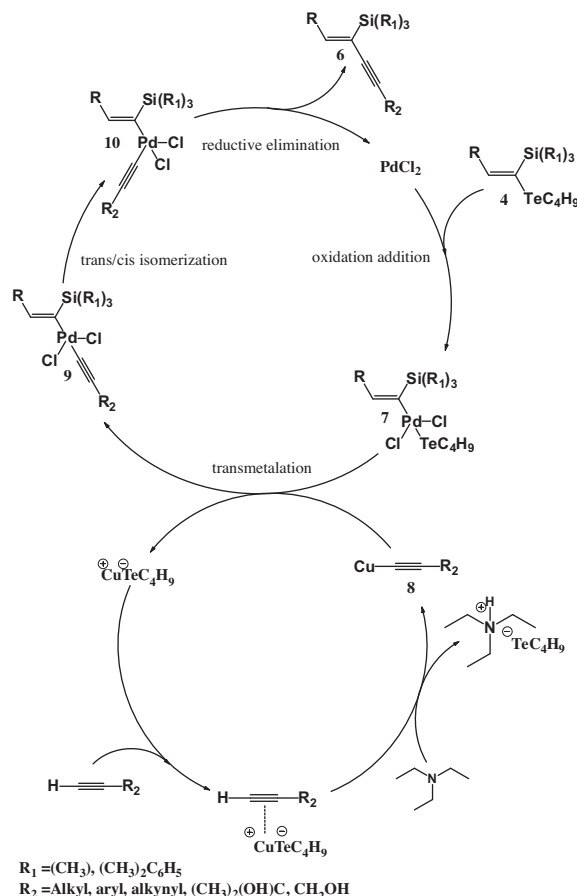 R
Si(R₁)₃
6
R₂
R
Si(R₁)₃
10
Pd
Cl
Cl
R₂
reductive elimination
PdCl₂
R
Si(R₁)₃
4
TeC₄H₉
trans/cis isomerization
oxidation addition
R
Si(R₁)₃
Cl
Pd
Cl
9
R₂
R
Si(R₁)₃
7
Pd
Cl
Cl
TeC₄H₉
transmetalation
⊕ ⊖
CuTeC₄H₉
Cu
R₂
8
H
⊕
N
⊖
TeC₄H₉
H
R₂
H
R₂
N
⊕ ⊖
CuTeC₄H₉
R₁ =(CH₃), (CH₃)₂C₆H₅
R₂ =Alkyl, aryl, alkynyl, (CH₃)₂(OH)C, CH₂OH